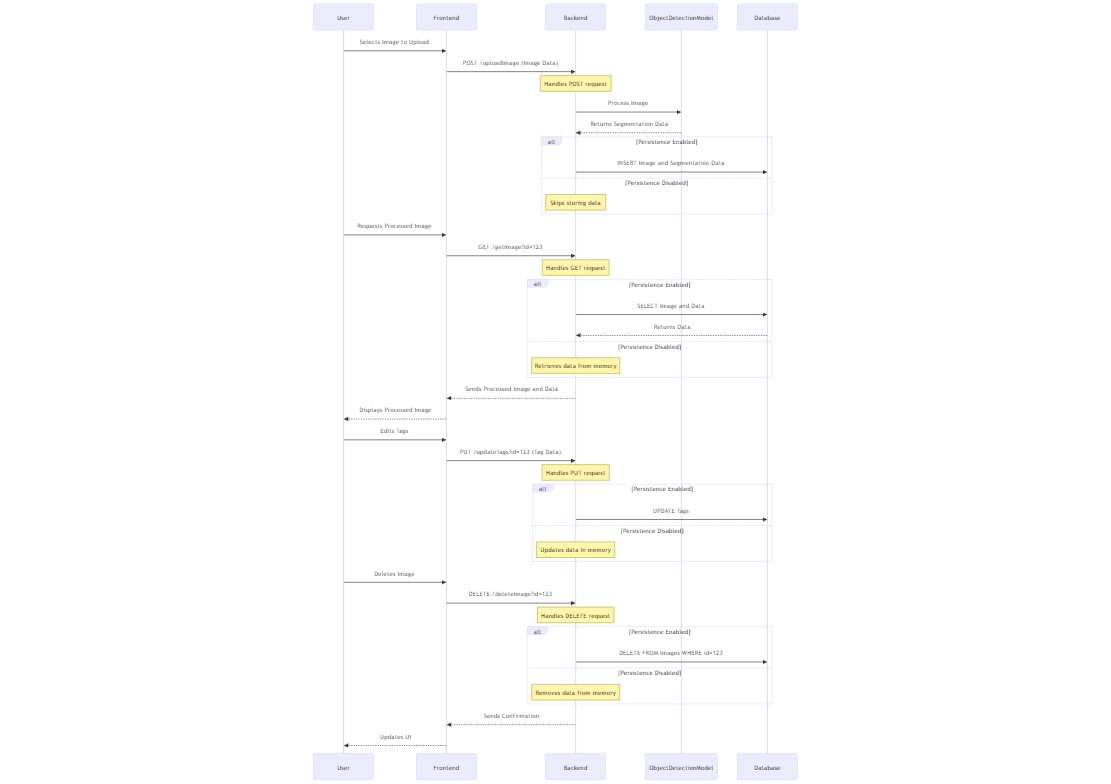 User Frontend Backend ObjectDetectionModel Database
Selects Image to Upload
POST /uploadImage (Image Data)
Handles POST request
Process Image
Returns Segmentation Data
alt [Persistence Enabled]
INSERT Image and Segmentation Data
[Persistence Disabled]
Skips storing data
Requests Processed Image
GET /getImage?id=123
Handles GET request
alt [Persistence Enabled]
SELECT Image and Data
Returns Data
[Persistence Disabled]
Retrieves data from memory
Sends Processed Image and Data
Displays Processed Image
Edits Tags
PUT /updateTags?id=123 (Tag Data)
Handles PUT request
alt [Persistence Enabled]
UPDATE Tags
[Persistence Disabled]
Updates data in memory
Deletes Image
DELETE /deleteImage?id=123
Handles DELETE request
alt [Persistence Enabled]
DELETE FROM Images WHERE id=123
[Persistence Disabled]
Removes data from memory
Sends Confirmation
Updates UI
User Frontend Backend ObjectDetectionModel Database